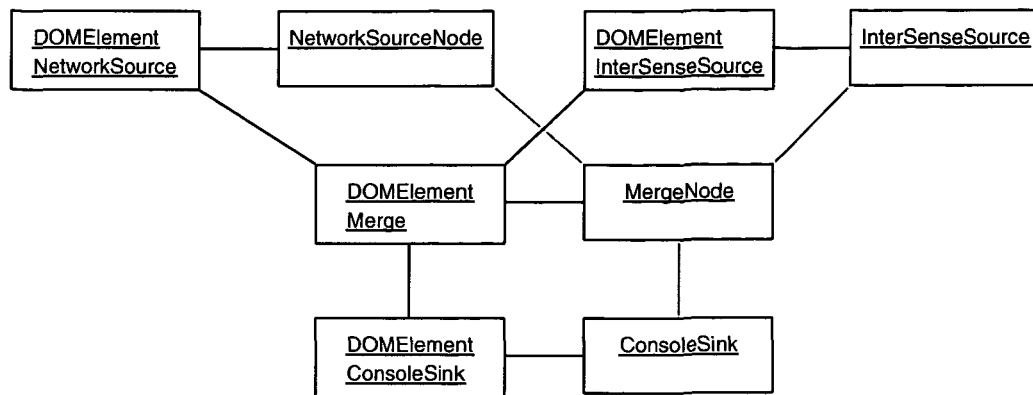 DOMElement
NetworkSource
NetworkSourceNode
DOMElement
InterSenseSource
InterSenseSource
DOMElement
Merge
MergeNode
DOMElement
ConsoleSink
ConsoleSink